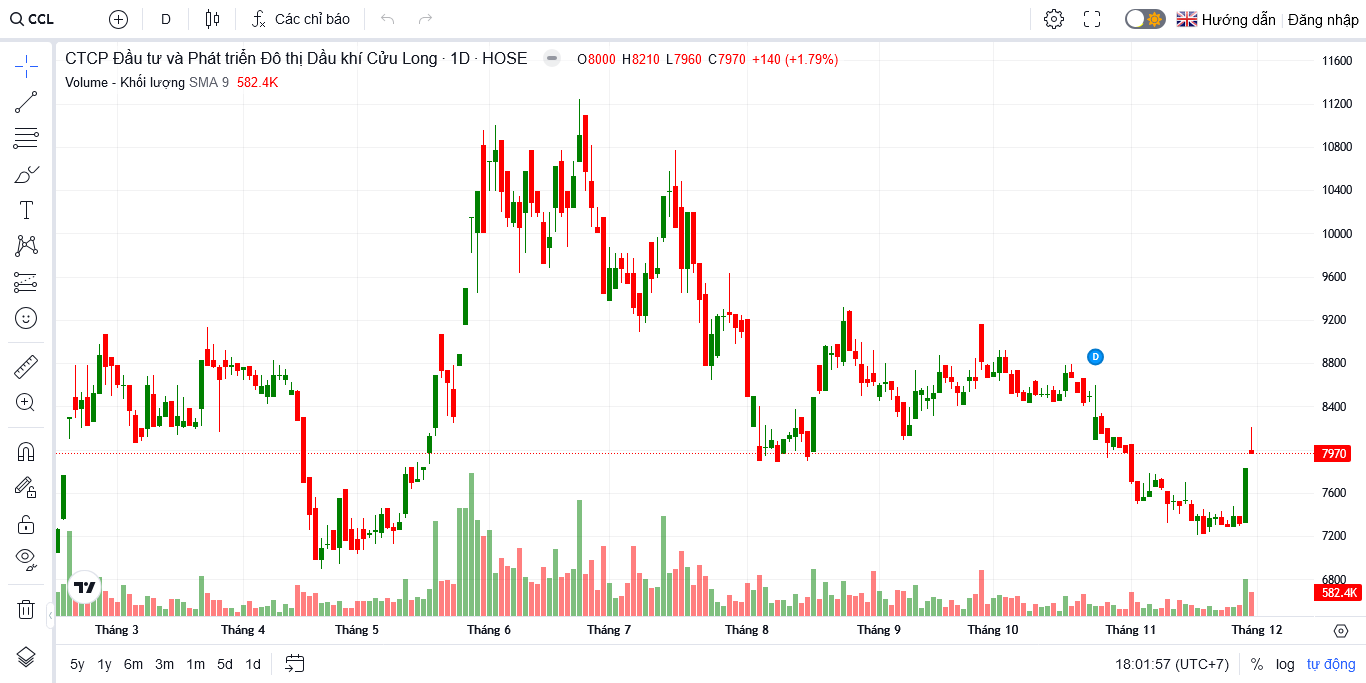 CCL D Các chỉ báo Hướng dẫn Đăng nhập
CTCP Đầu tư và Phát triển Đô thị Dầu khí Cửu Long · 1D · HOSE O8000 H8210 L7960 C7970 +140 (+1.79%)
Volume - Khối lượng SMA 9 582.4K
11600
11200
10800
10400
10000
9600
9200
8800
8400
7970
7600
7200
6800
582.4K
D
Tháng 3 Tháng 4 Tháng 5 Tháng 6 Tháng 7 Tháng 8 Tháng 9 Tháng 10 Tháng 11 Tháng 12
5y 1y 6m 3m 1m 5d 1d 18:01:57 (UTC+7) % log tự động